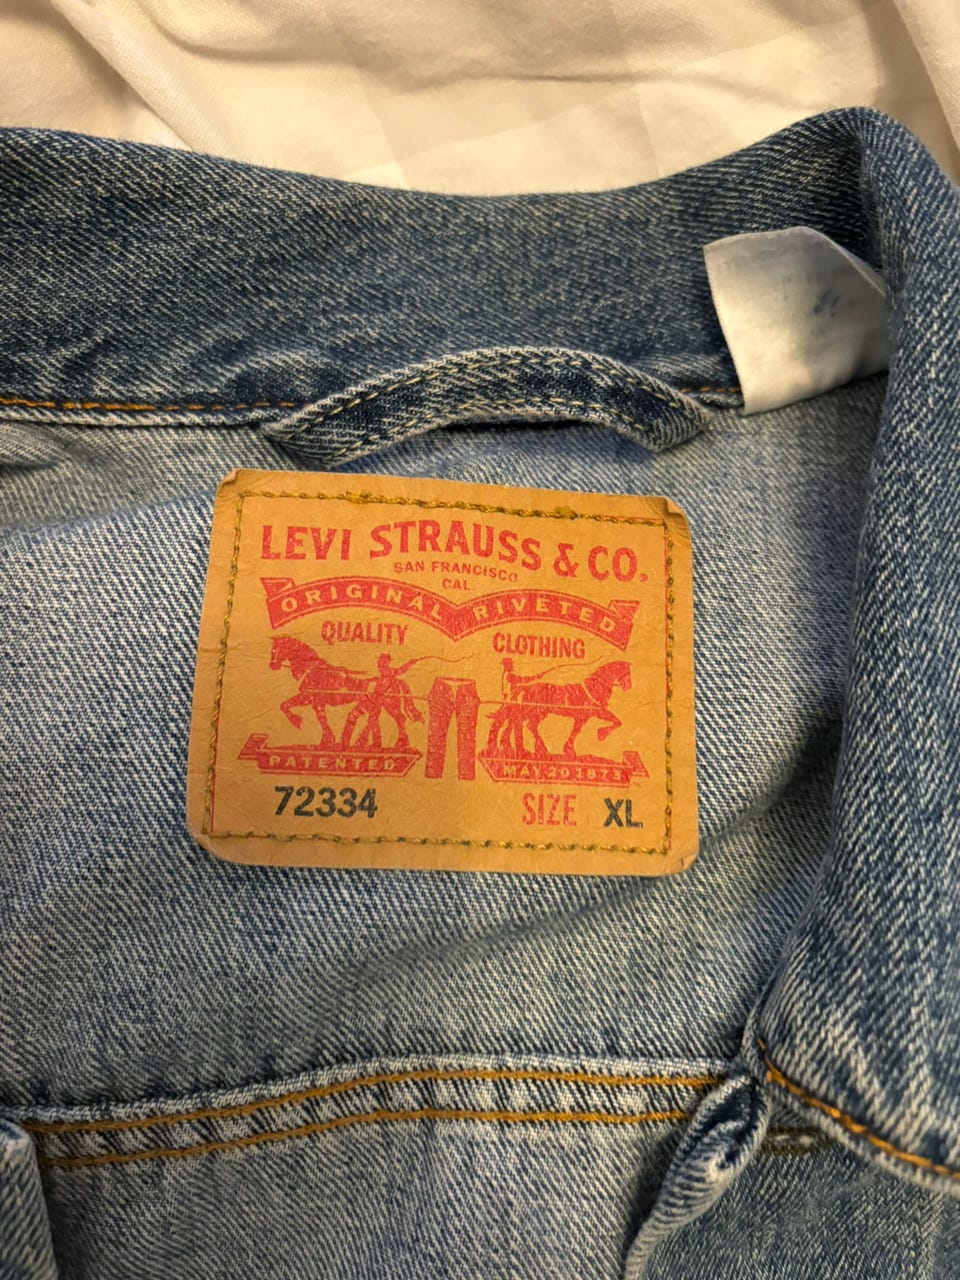 LEVI STRAUSS & CO.
SAN FRANCISCO
CAL.
ORIGINAL RIVETED
QUALITY CLOTHING
PATENTED MAY 20 1873
72334 SIZE XL